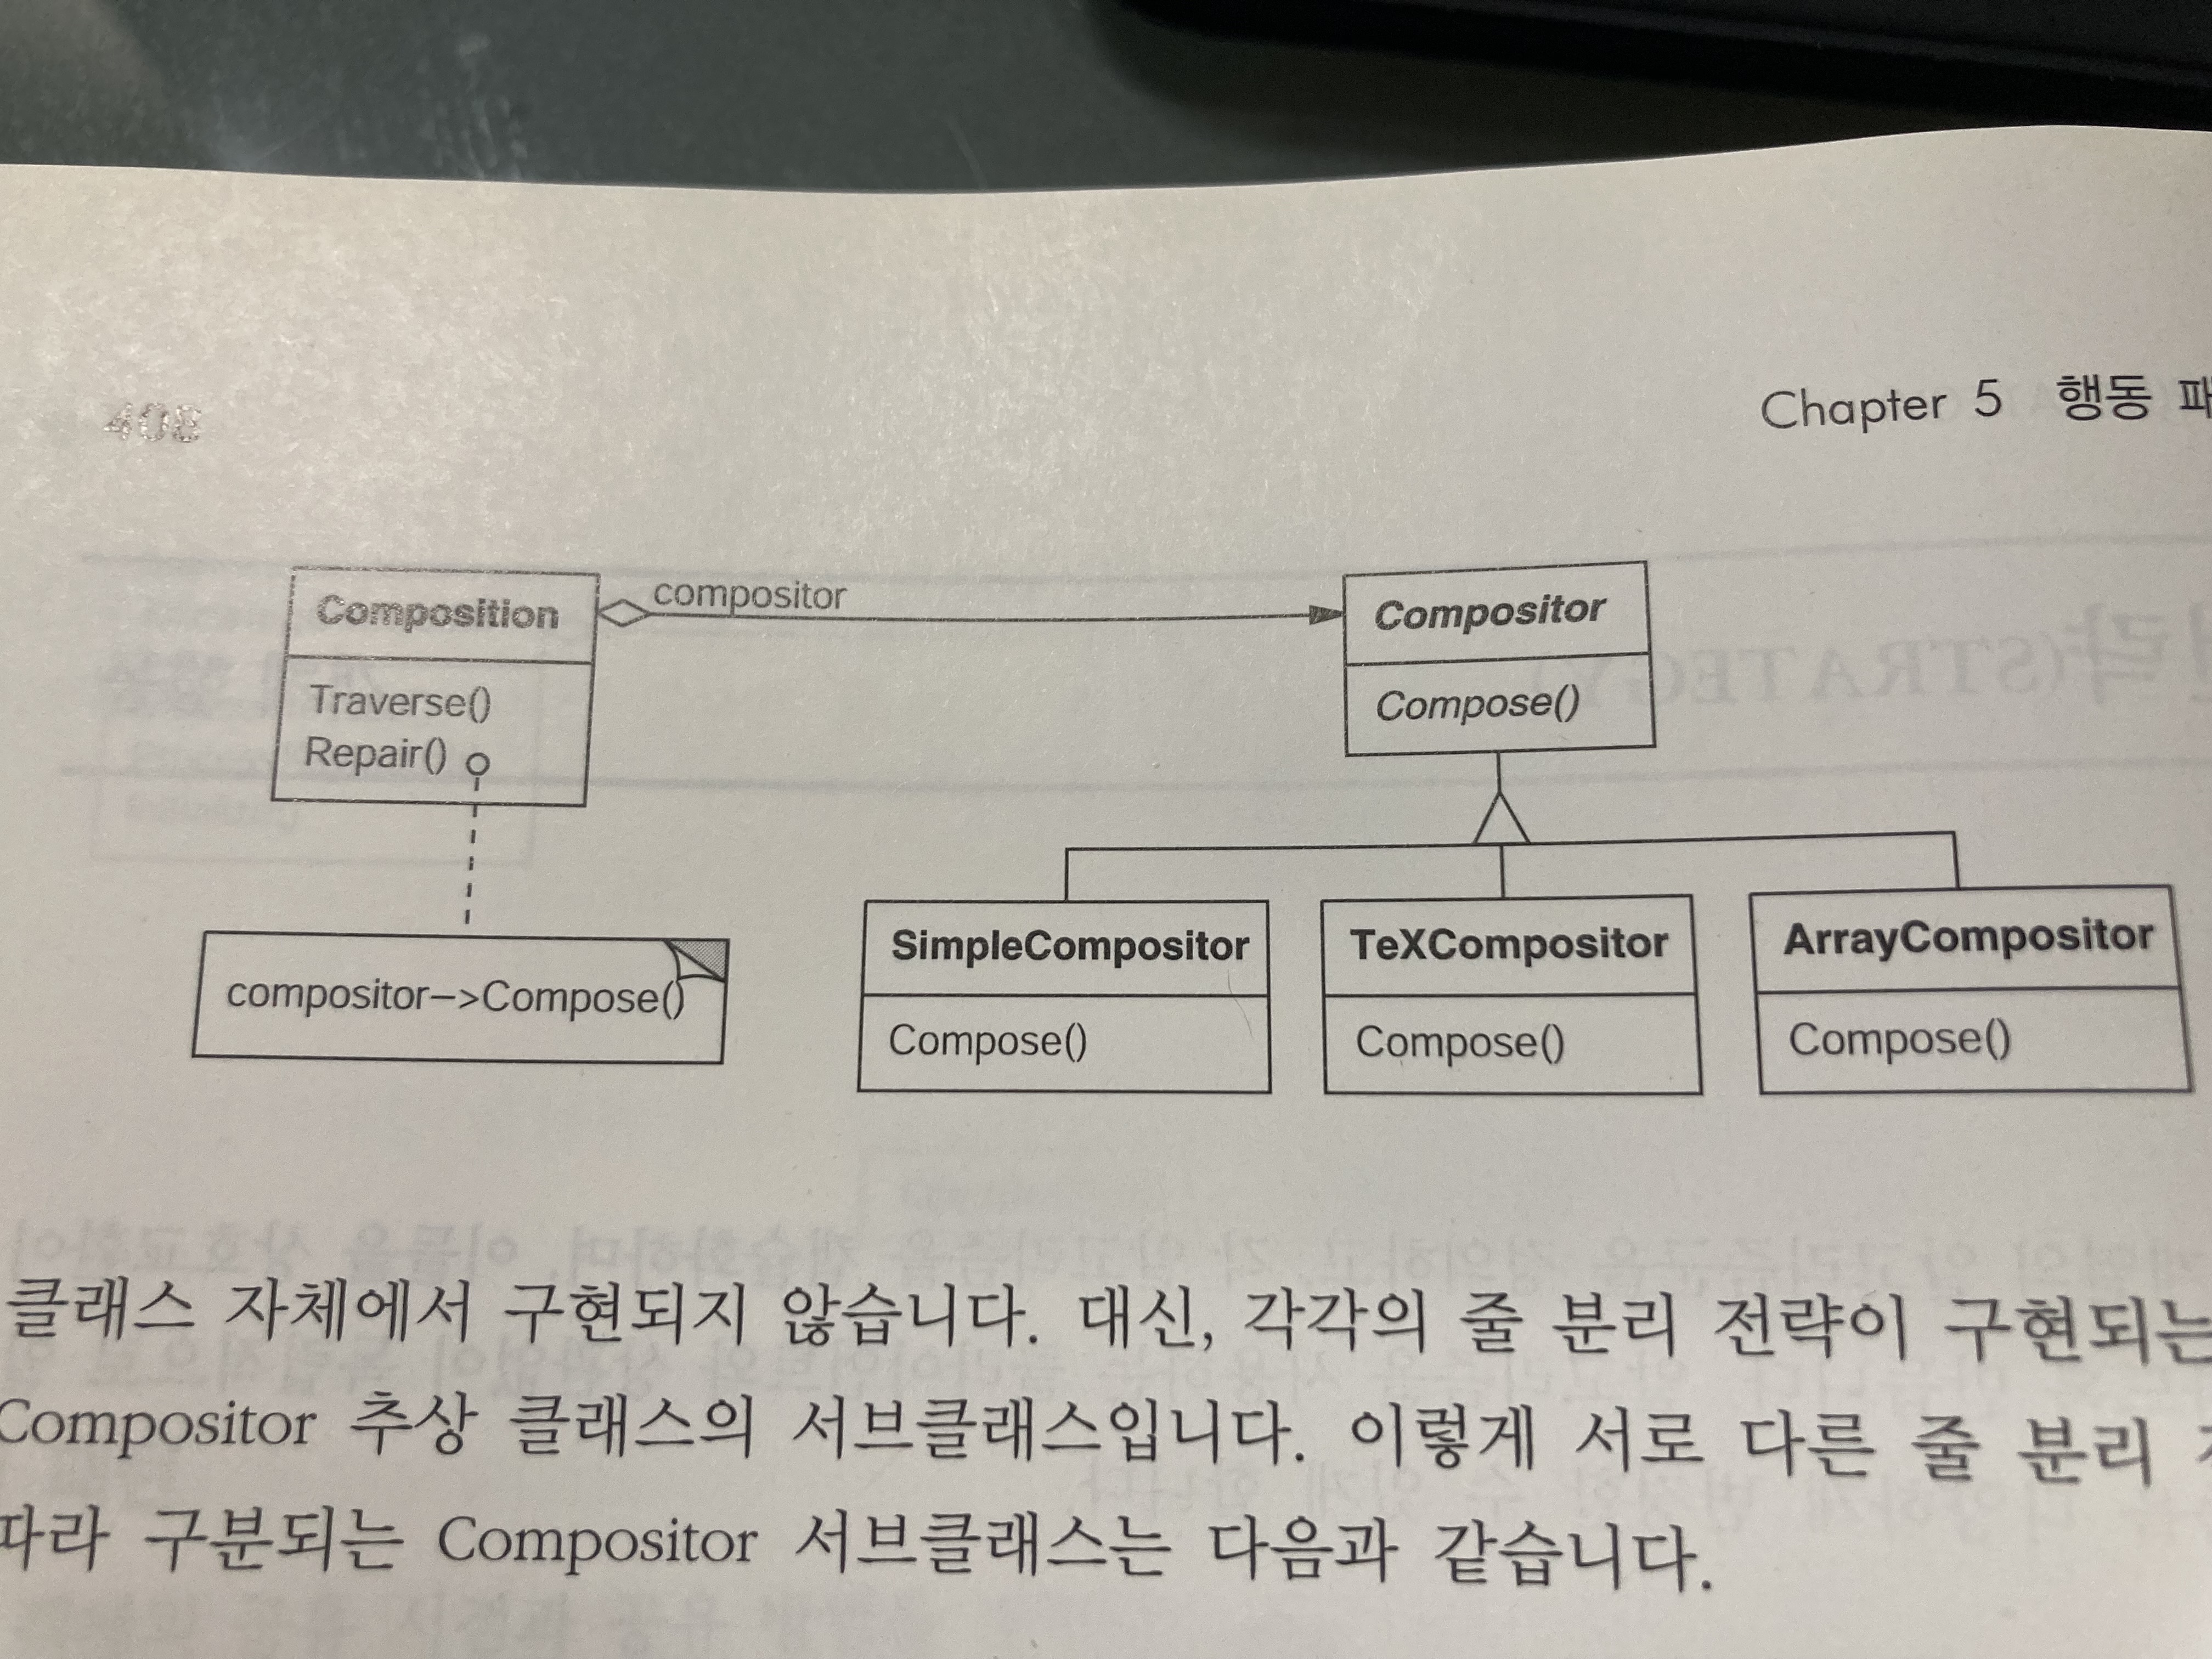 408
Chapter 5 행동
Composition
Traverse()
Repair()
compositor
Compositor
Compose()
compositor–>Compose()
SimpleCompositor
Compose()
TeXCompositor
Compose()
ArrayCompositor
Compose()
클래스 자체에서 구현되지 않습니다. 대신, 각각의 줄 분리 전략이 구현되는
Compositor 추상 클래스의 서브클래스입니다. 이렇게 서로 다른 줄 분리
따라 구분되는 Compositor 서브클래스는 다음과 같습니다.